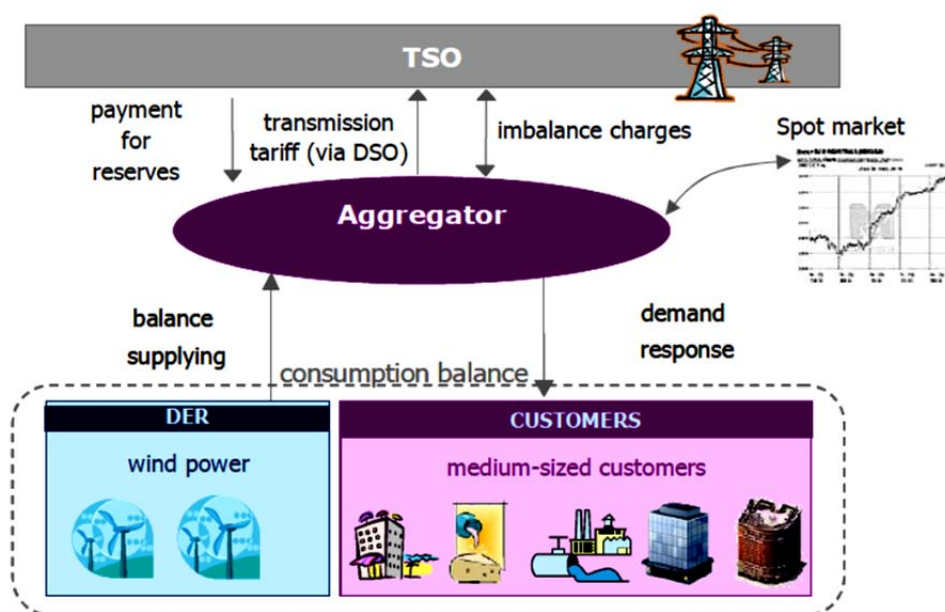 TSO
payment
for
reserves
transmission
tariff (via DSO)
imbalance charges
Spot market
Aggregator
balance
supplying
demand
response
consumption balance
DER
CUSTOMERS
wind power
medium-sized customers